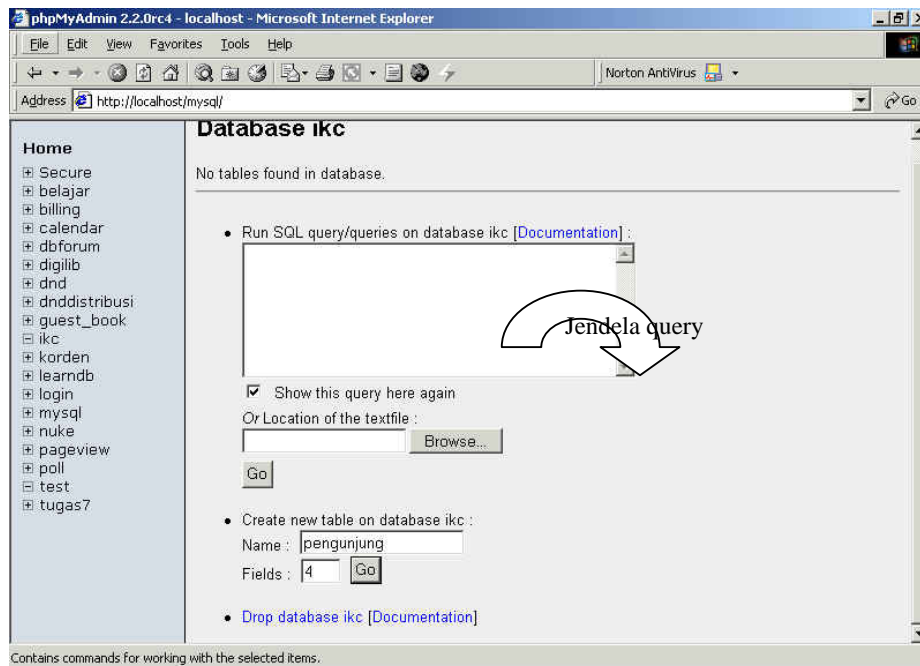 phpMyAdmin 2.2.0rc4 - localhost - Microsoft Internet Explorer
File Edit View Favorites Tools Help
Norton AntiVirus
Address http://localhost/mysql/ Go
Database ikc
Home
Secure
belajar
billing
calendar
dbforum
digilib
dnd
dnddistribusi
guest_book
ikc
korden
learndb
login
mysql
nuke
pageview
poll
test
tugas7
No tables found in database.
Run SQL query/queries on database ikc [Documentation] :
Jendela query
Show this query here again
Or Location of the textfile :
Browse...
Go
Create new table on database ikc :
Name : pengunjung
Fields : 4 Go
Drop database ikc [Documentation]
Contains commands for working with the selected items.